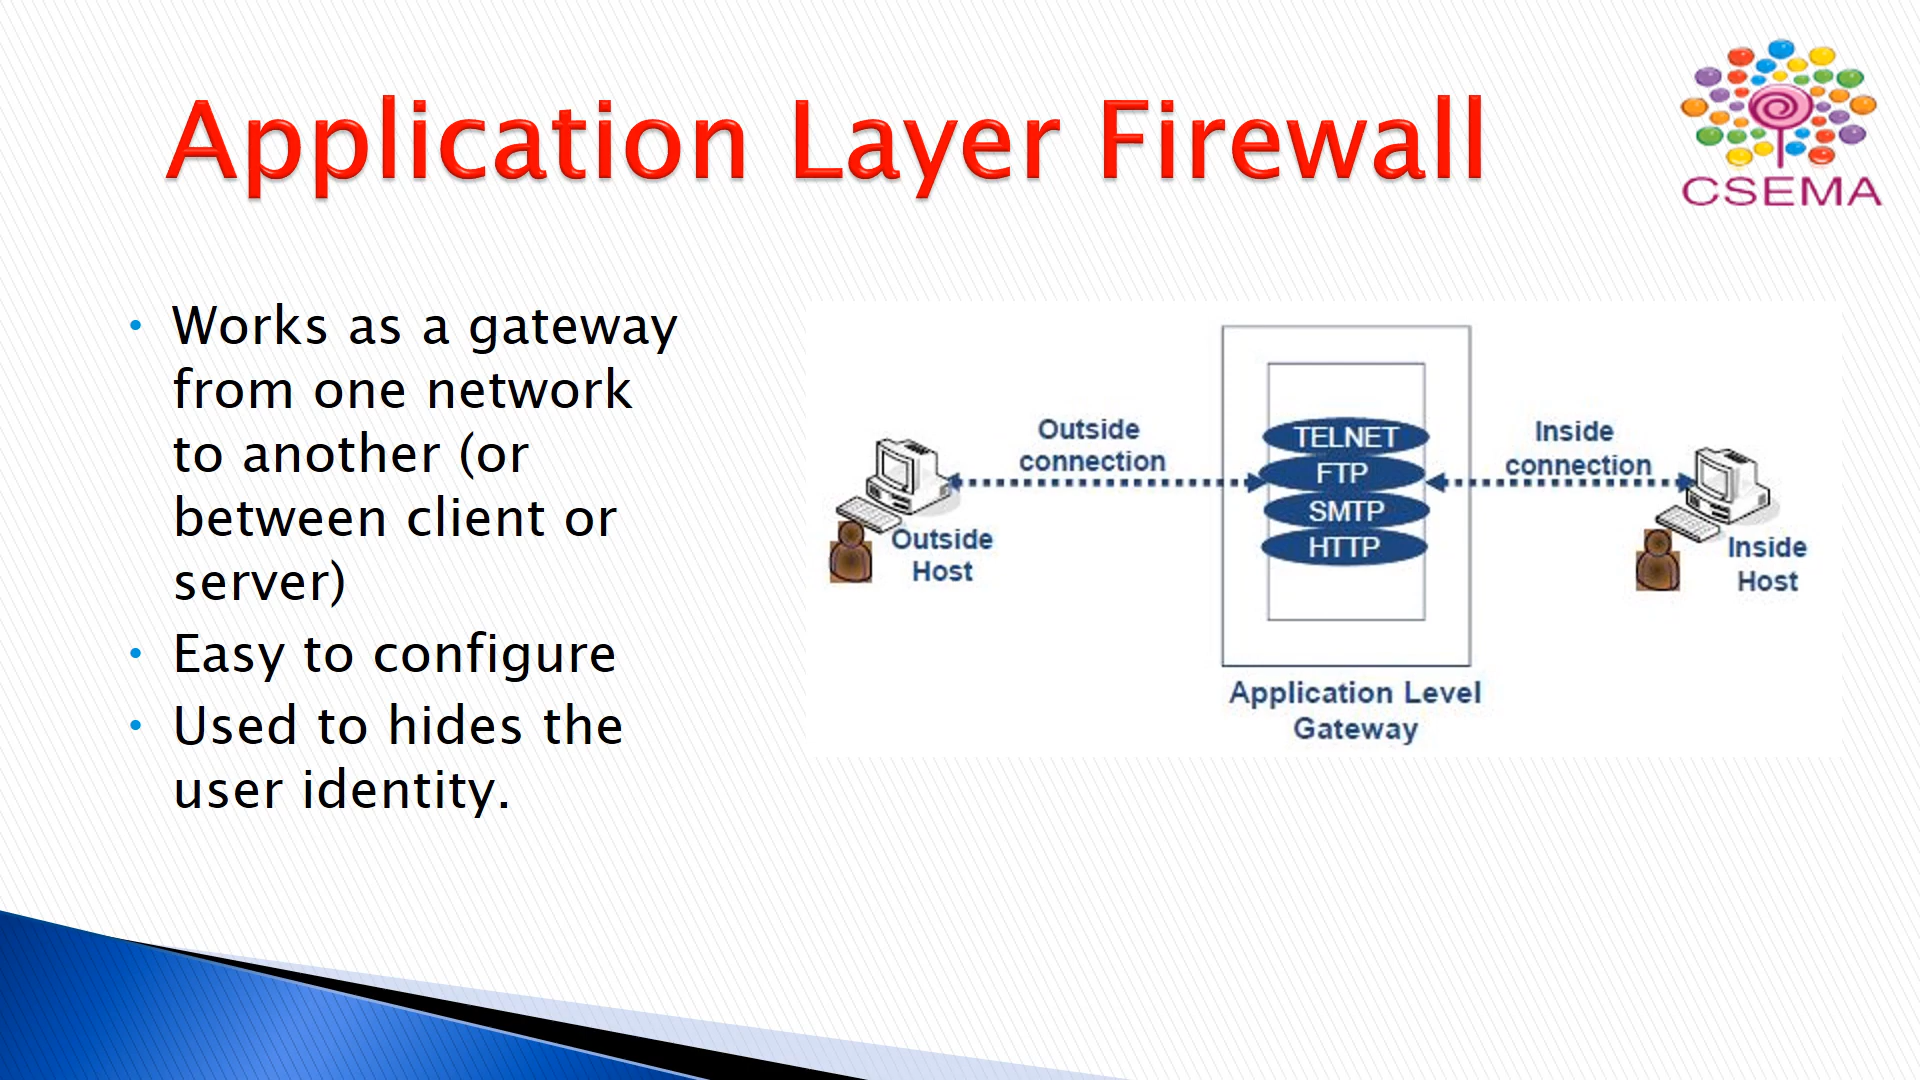 Application Layer Firewall
CSEMA
• Works as a gateway
from one network
to another (or
between client or
server)
• Easy to configure
• Used to hides the
user identity.
Outside
connection
Outside
Host
TELNET
FTP
SMTP
HTTP
Application Level
Gateway
Inside
connection
Inside
Host